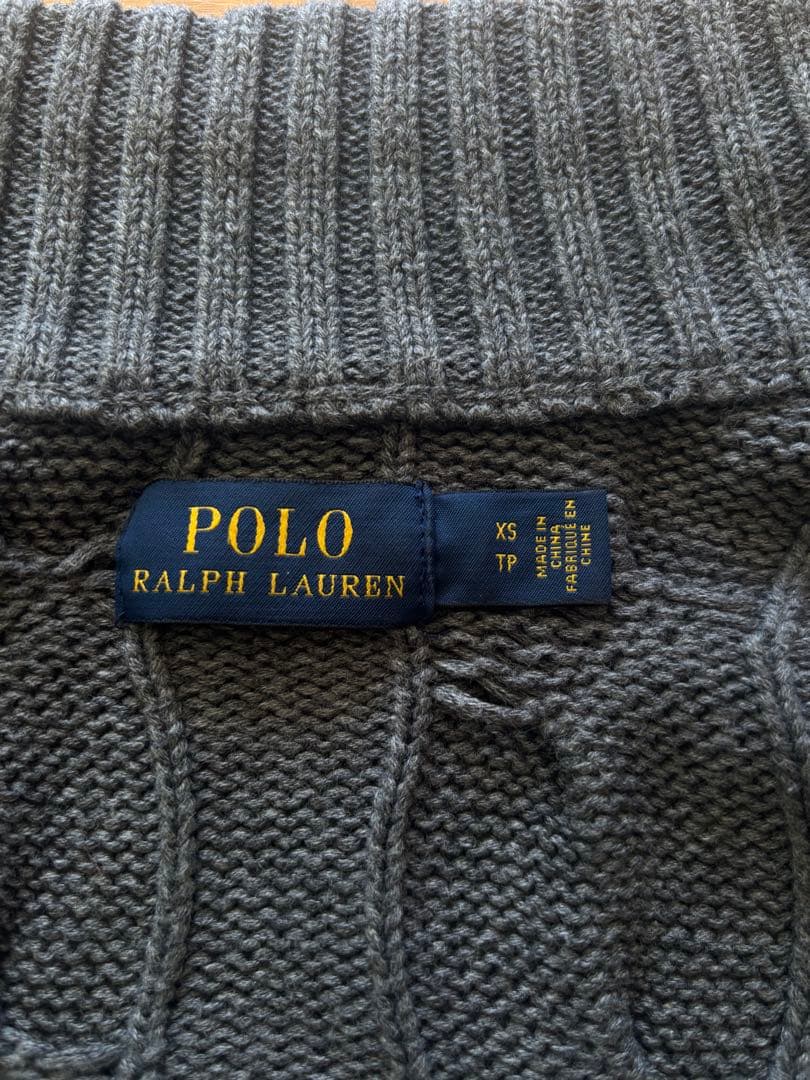 POLO
RALPH LAUREN
XS
TP
MADE IN
CHINA
FABRIQUÉ EN
CHINE